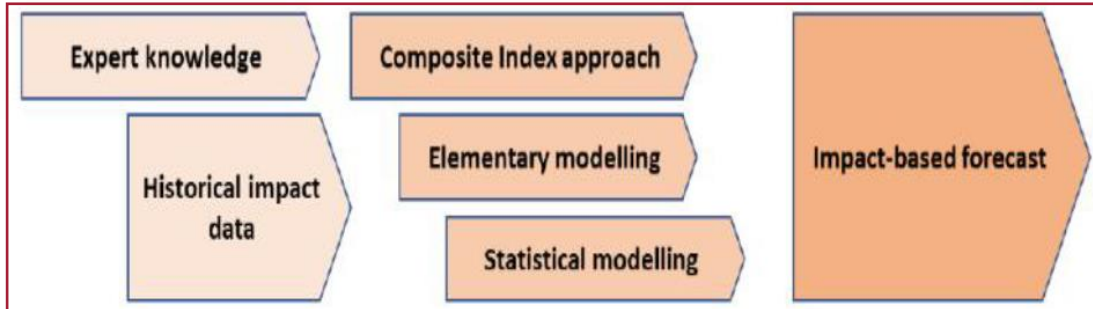 Expert knowledge
Composite Index approach
Historical impact
data
Elementary modelling
Statistical modelling
Impact-based forecast